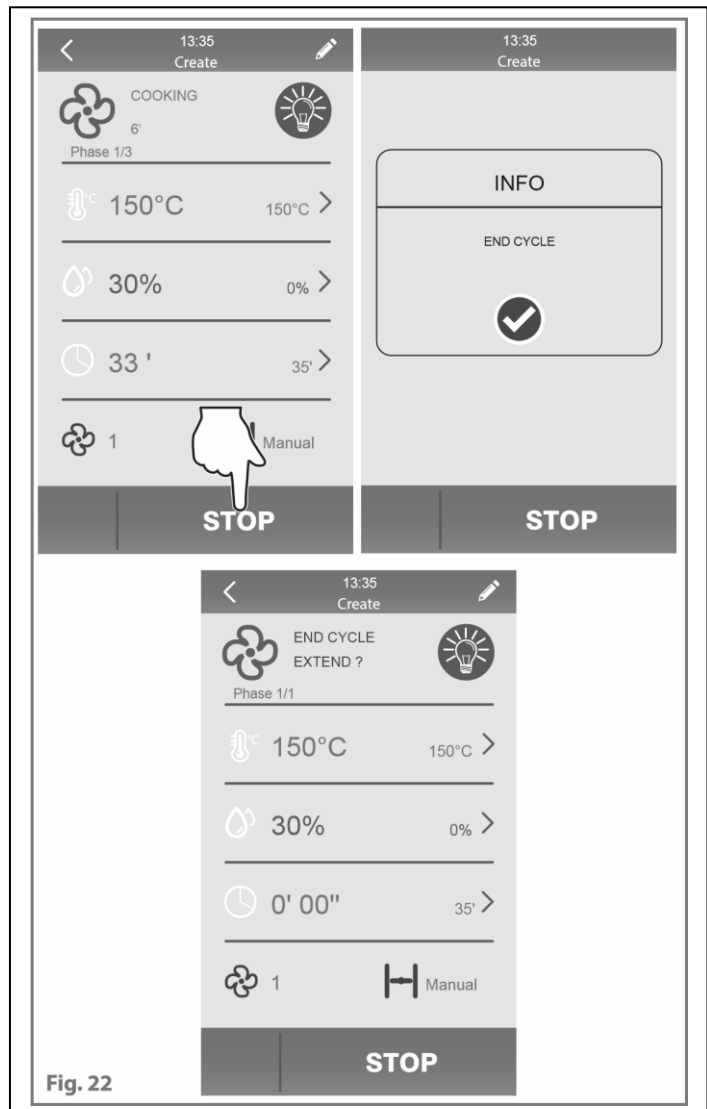 13:35
Create
COOKING
6'
Phase 1/3
°C
150°C 150°C
30% 0%
33 ' 35'
1 Manual
STOP
13:35
Create
INFO
END CYCLE
STOP
13:35
Create
END CYCLE
EXTEND ?
Phase 1/1
°C
150°C 150°C
30% 0%
0' 00" 35'
1 Manual
STOP
Fig. 22